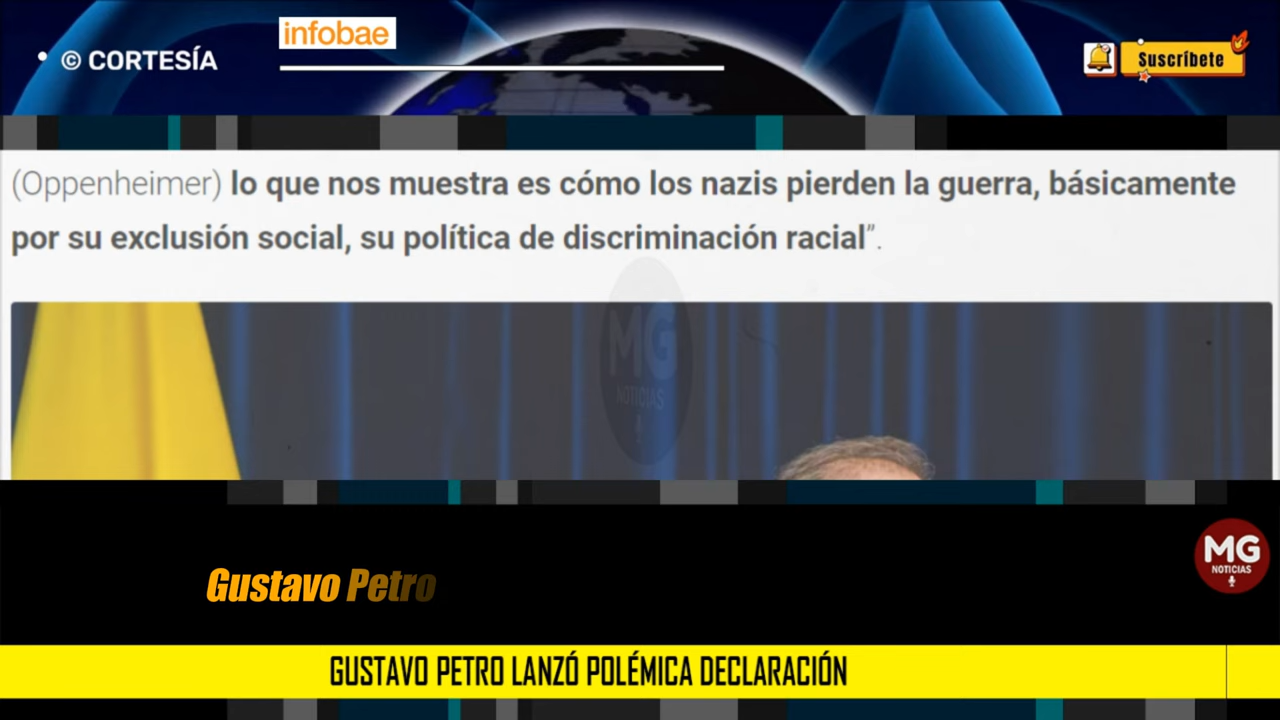 infobae
© CORTESÍA
Suscríbete
(Oppenheimer) lo que nos muestra es cómo los nazis pierden la guerra, básicamente
por su exclusión social, su política de discriminación racial”.
MG
NOTICIAS
Gustavo Petro
MG
NOTICIAS
GUSTAVO PETRO LANZÓ POLÉMICA DECLARACIÓN